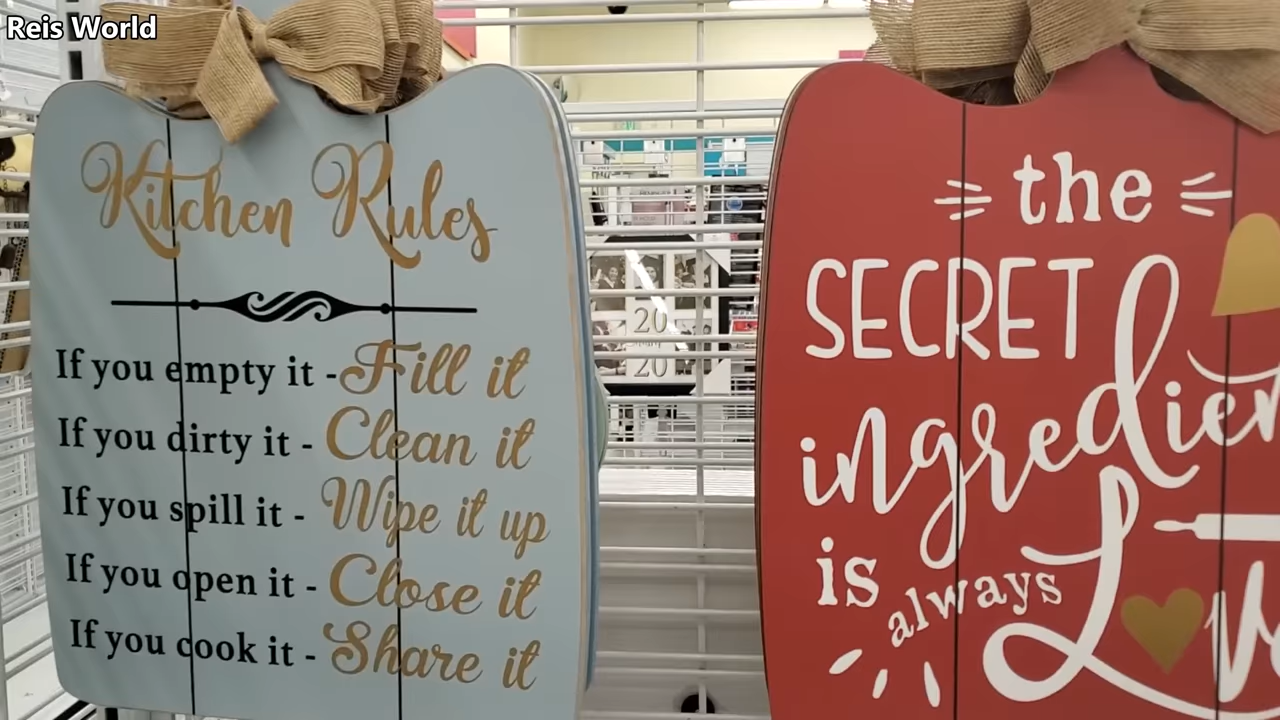 Reis World
Kitchen Rules
If you empty it - Fill it
If you dirty it - Clean it
If you spill it - Wipe it up
If you open it - Close it
If you cook it - Share it
the
SECRET
ingredien
is always
20
20